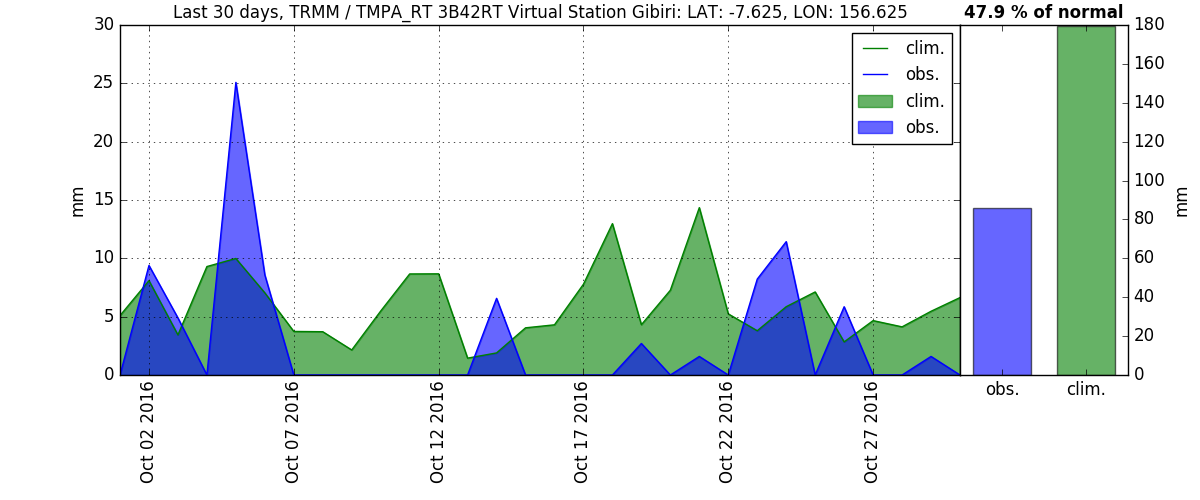 Last 30 days, TRMM / TMPA_RT 3B42RT Virtual Station Gibiri: LAT: -7.625, LON: 156.625
47.9 % of normal
30
25
20
15
10
5
0
mm
clim.
obs.
clim.
obs.
Oct 02 2016
Oct 07 2016
Oct 12 2016
Oct 17 2016
Oct 22 2016
Oct 27 2016
180
160
140
120
100
80
60
40
20
0
mm
obs.
clim.